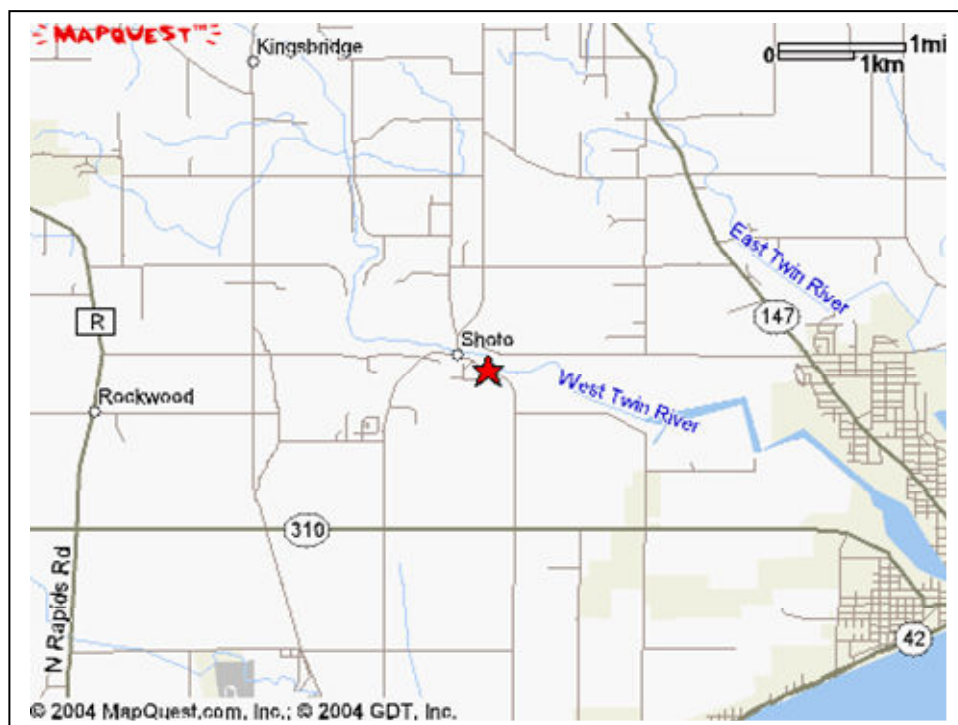 MAPQUEST™
Kingsbridge
0
1mi
1km
East Twin River
147
R
Shoto
Rockwood
West Twin River
310
N Rapids Rd
42
© 2004 MapQuest.com, Inc.; © 2004 GDT, Inc.